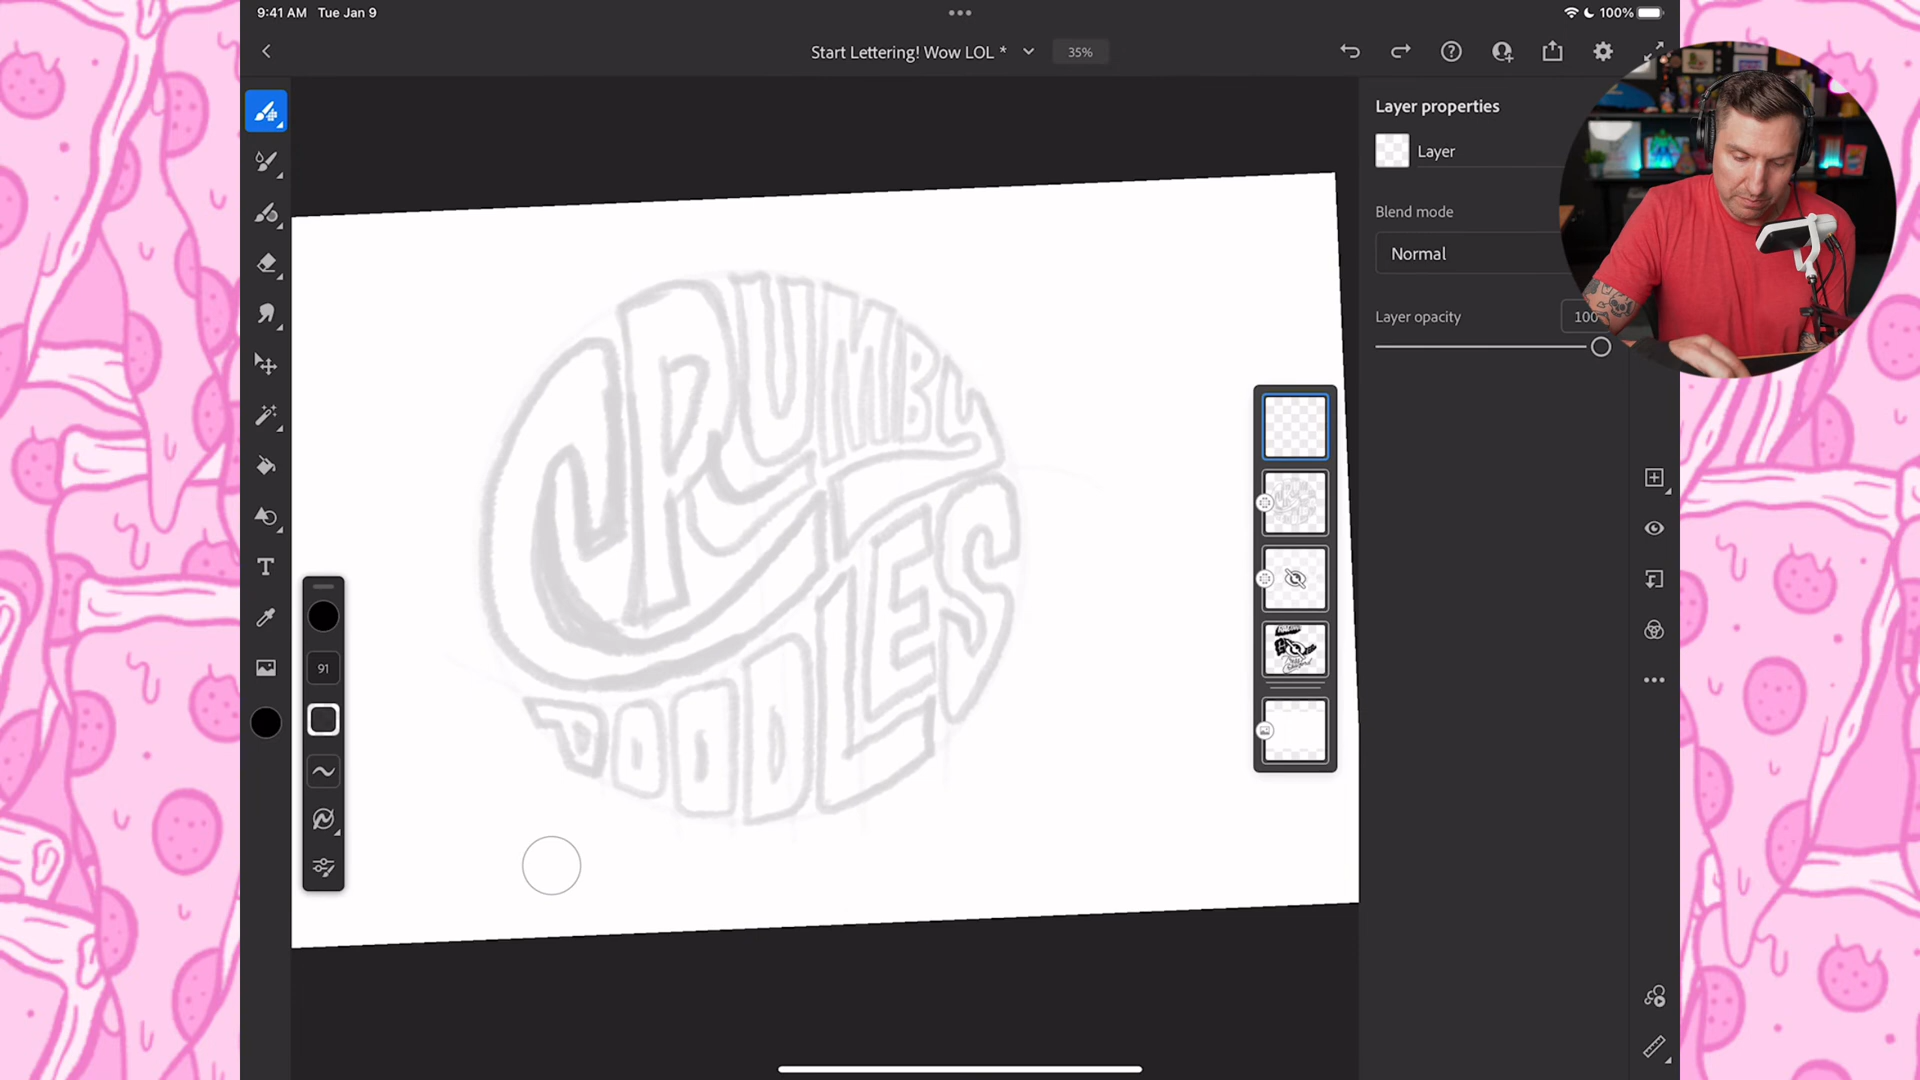 9:41 AM Tue Jan 9
100%
Start Lettering! Wow LOL *
35%
Layer properties
Layer
Blend mode
Normal
Layer opacity
100
91
CRUMBY
DOODLES